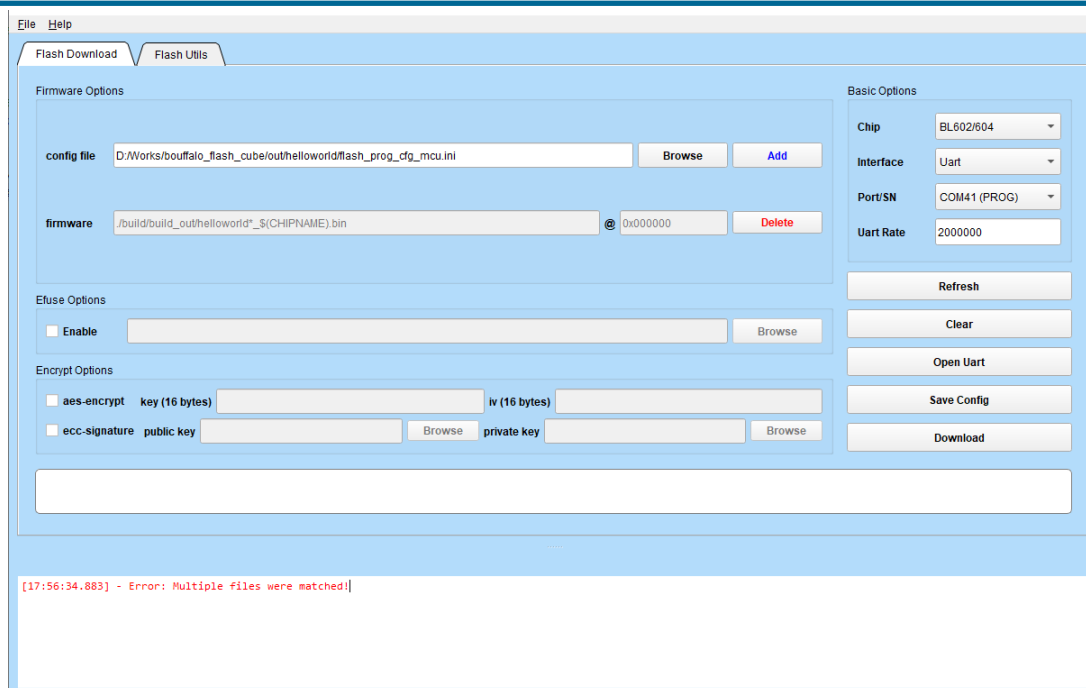 File Help
Flash Download Flash Utils
Firmware Options
config file D:/Works/bouffalo_flash_cube/out/helloworld/flash_prog_cfg_mcu.ini Browse Add
firmware ./build/build_out/helloworld*_$(CHIPNAME).bin @ 0x000000 Delete
Efuse Options
Enable Browse
Encrypt Options
aes-encrypt key (16 bytes) iv (16 bytes)
ecc-signature public key Browse private key Browse
Basic Options
Chip BL602/604
Interface Uart
Port/SN COM41 (PROG)
Uart Rate 2000000
Refresh
Clear
Open Uart
Save Config
Download
[17:56:34.883] - Error: Multiple files were matched!